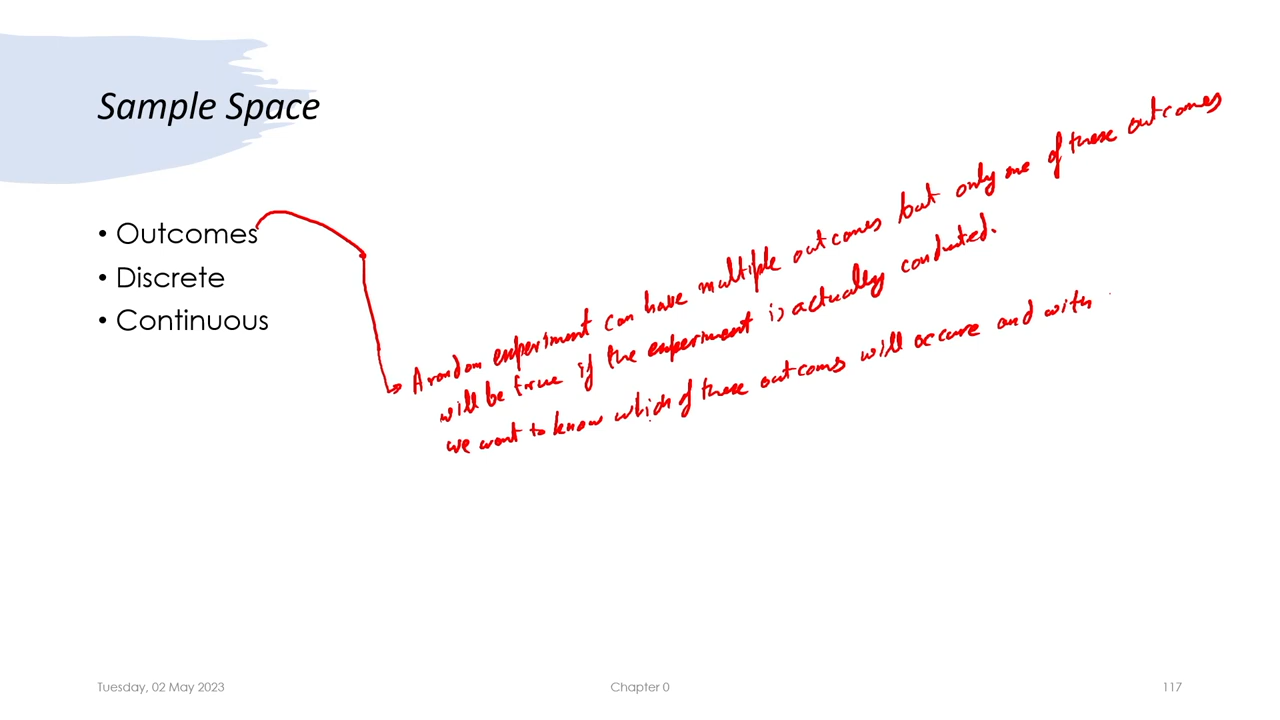 Sample Space
• Outcomes
• Discrete
• Continuous
A random experiment can have multiple outcomes but only one of these outcomes
will be true if the experiment is actually conducted.
we want to know which of these outcoms will occure and with
Tuesday, 02 May 2023
Chapter 0
117